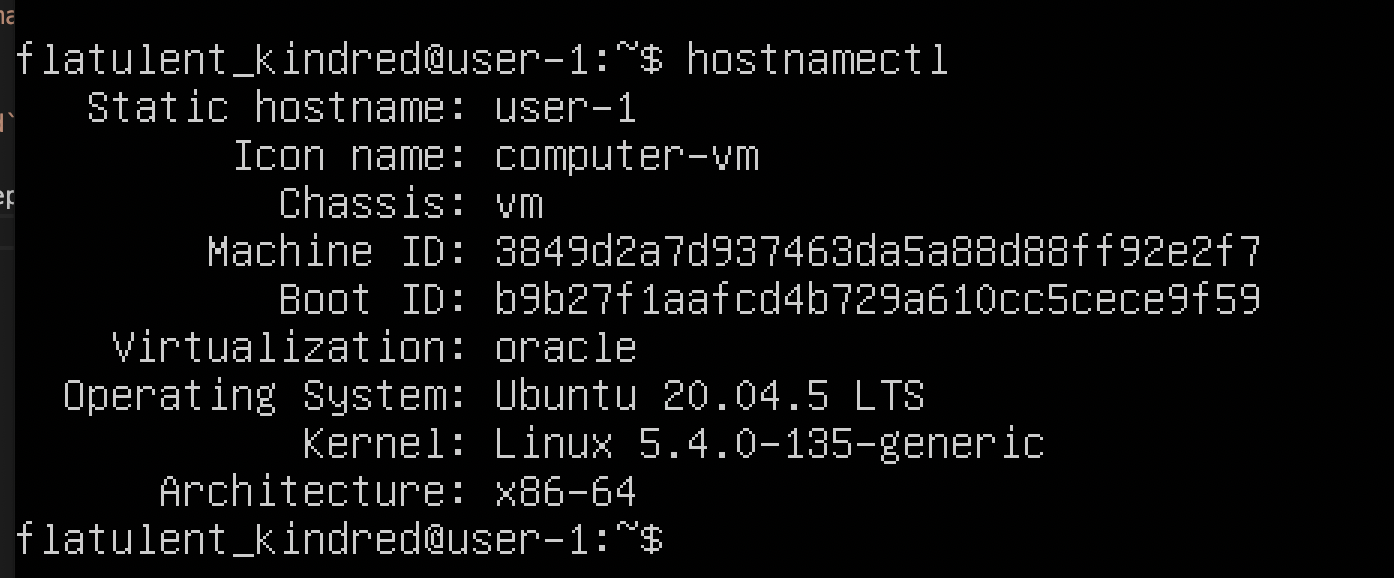 flatulent_kindred@user-1:~$ hostnamectl
Static hostname: user-1
Icon name: computer-vm
Chassis: vm
Machine ID: 3849d2a7d937463da5a88d88ff92e2f7
Boot ID: b9b27f1aafcd4b729a610cc5cece9f59
Virtualization: oracle
Operating System: Ubuntu 20.04.5 LTS
Kernel: Linux 5.4.0-135-generic
Architecture: x86-64
flatulent_kindred@user-1:~$